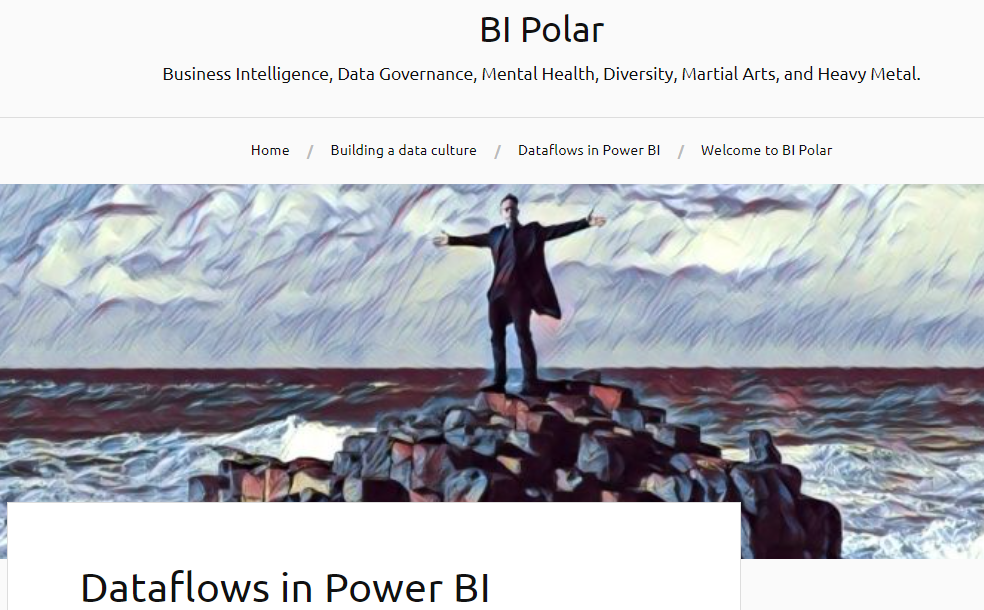 BI Polar
Business Intelligence, Data Governance, Mental Health, Diversity, Martial Arts, and Heavy Metal.
Home / Building a data culture / Dataflows in Power BI / Welcome to BI Polar
Dataflows in Power BI